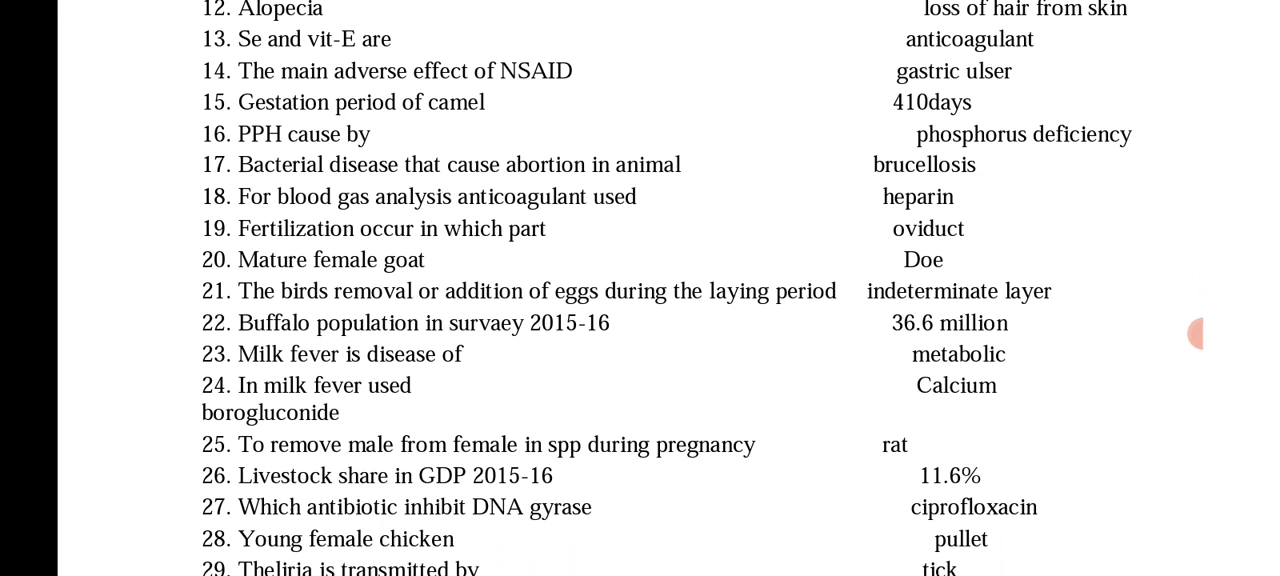 12. Alopecia loss of hair from skin
13. Se and vit-E are anticoagulant
14. The main adverse effect of NSAID gastric ulser
15. Gestation period of camel 410days
16. PPH cause by phosphorus deficiency
17. Bacterial disease that cause abortion in animal brucellosis
18. For blood gas analysis anticoagulant used heparin
19. Fertilization occur in which part oviduct
20. Mature female goat Doe
21. The birds removal or addition of eggs during the laying period indeterminate layer
22. Buffalo population in survaey 2015-16 36.6 million
23. Milk fever is disease of metabolic
24. In milk fever used Calcium
borogluconide
25. To remove male from female in spp during pregnancy rat
26. Livestock share in GDP 2015-16 11.6%
27. Which antibiotic inhibit DNA gyrase ciprofloxacin
28. Young female chicken pullet
29. Theliria is transmitted by tick